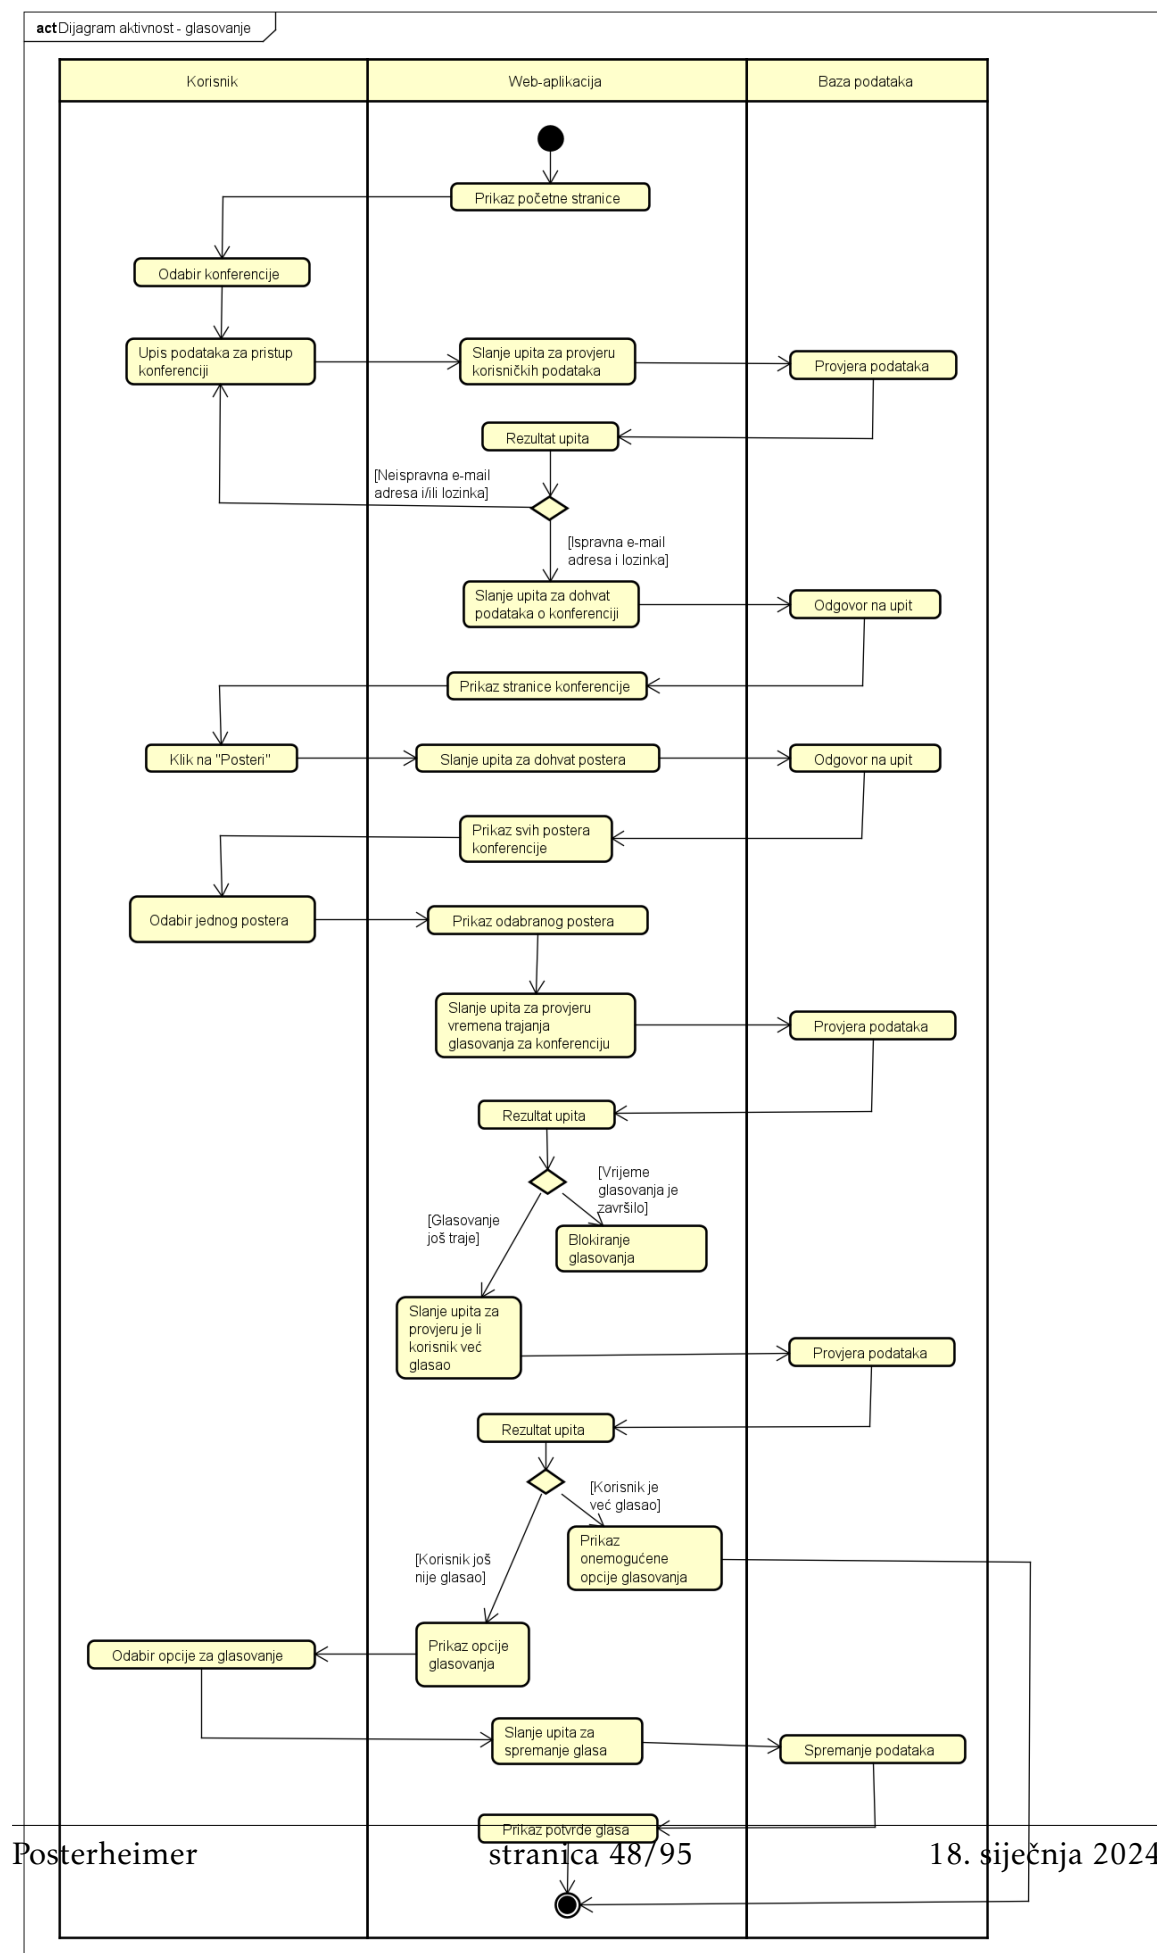 act Dijagram aktivnost - glasovanje
Korisnik
Web-aplikacija
Baza podataka
Prikaz početne stranice
Odabir konferencije
Upis podataka za pristup
konferenciji
Slanje upita za provjeru
korisničkih podataka
Provjera podataka
Rezultat upita
[Neispravna e-mail
adresa i/ili lozinka]
[Ispravna e-mail
adresa i lozinka]
Slanje upita za dohvat
podataka o konferenciji
Odgovor na upit
Prikaz stranice konferencije
Klik na "Posteri"
Slanje upita za dohvat postera
Odgovor na upit
Prikaz svih postera
konferencije
Odabir jednog postera
Prikaz odabranog postera
Slanje upita za provjeru
vremena trajanja
glasovanja za konferenciju
Provjera podataka
Rezultat upita
[Vrijeme
glasovanja je
završilo]
[Glasovanje
još traje]
Blokiranje
glasovanja
Slanje upita za
provjeru je li
korisnik već
glasao
Provjera podataka
Rezultat upita
[Korisnik je
već glasao]
[Korisnik još
nije glasao]
Prikaz
onemogućene
opcije glasovanja
Prikaz opcije
glasovanja
Odabir opcije za glasovanje
Slanje upita za
spremanje glasa
Spremanje podataka
Prikaz potvrde glasa
Posterheimer
stranica 48/95
18. siječnja 2024